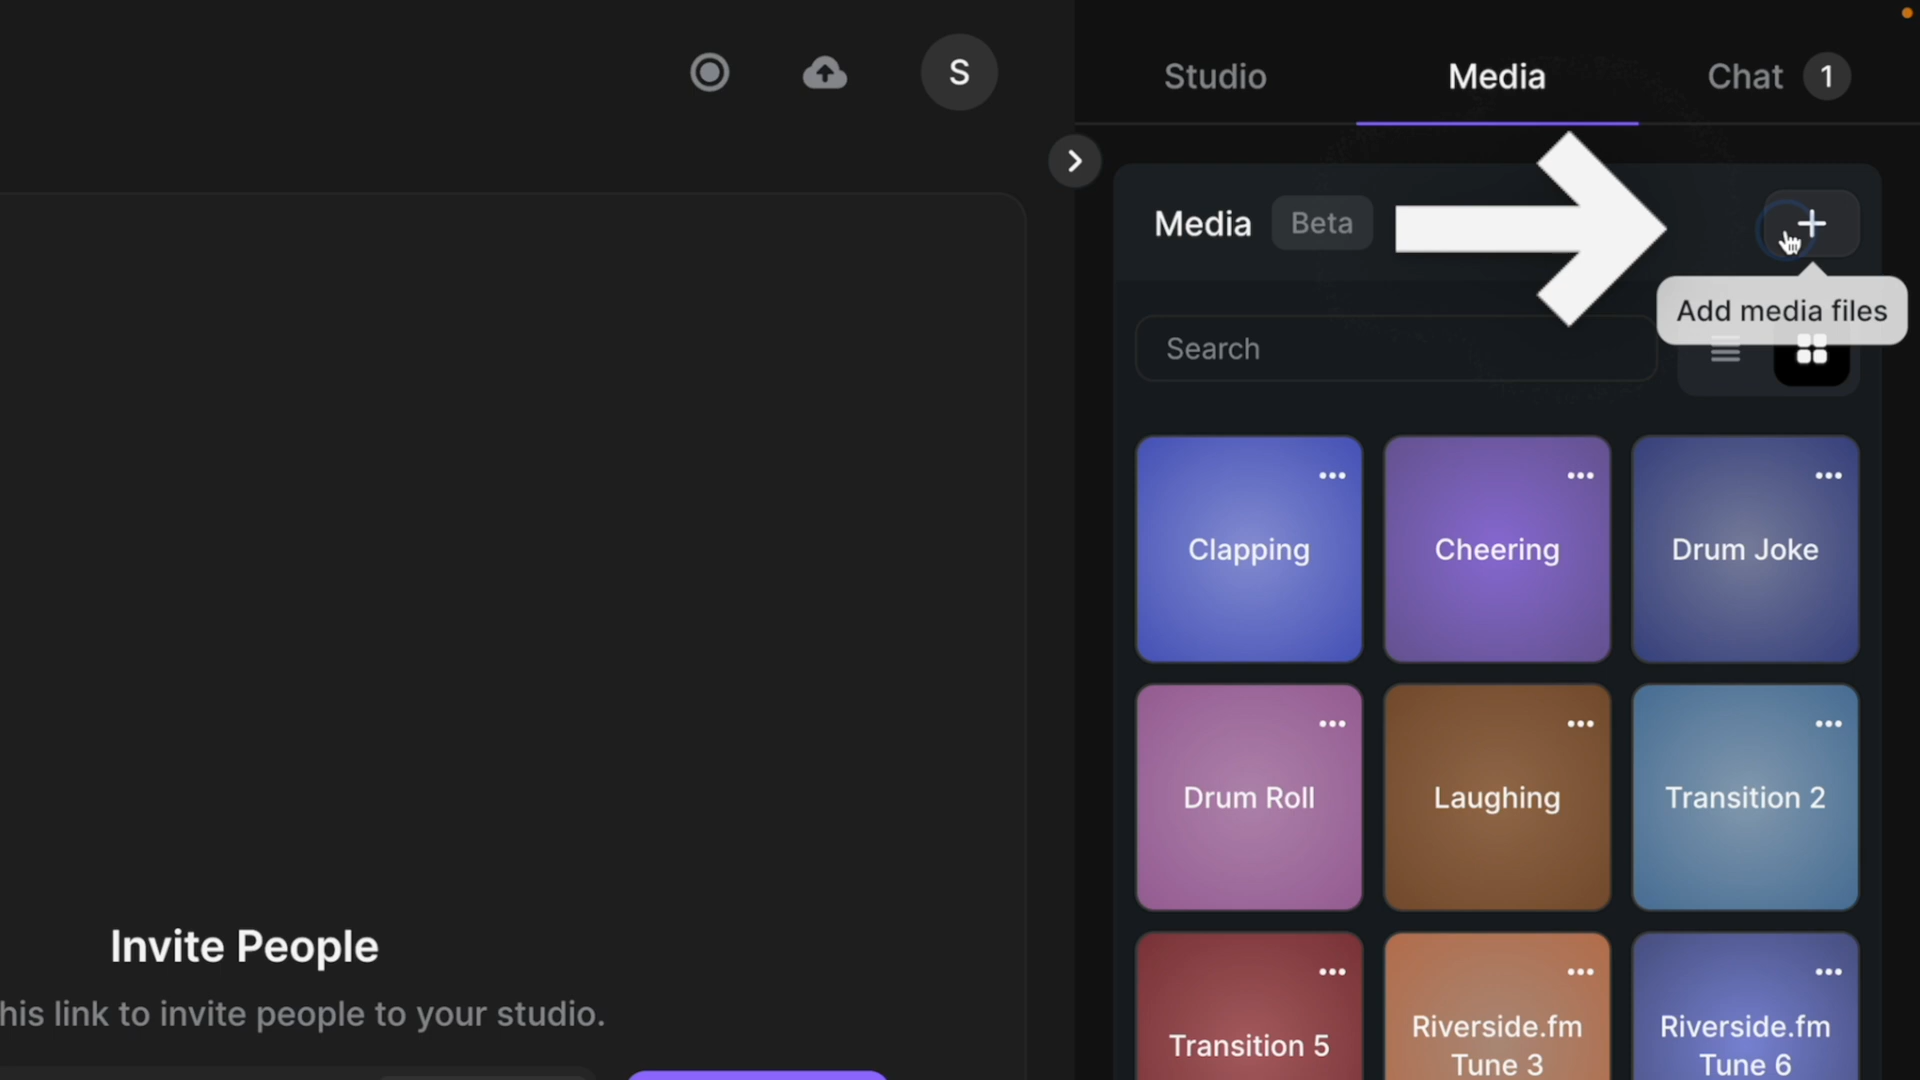 S
Studio
Media
Chat 1
Media
Beta
Add media files
Search
Clapping
Cheering
Drum Joke
Drum Roll
Laughing
Transition 2
Transition 5
Riverside.fm
Tune 3
Riverside.fm
Tune 6
Invite People
his link to invite people to your studio.